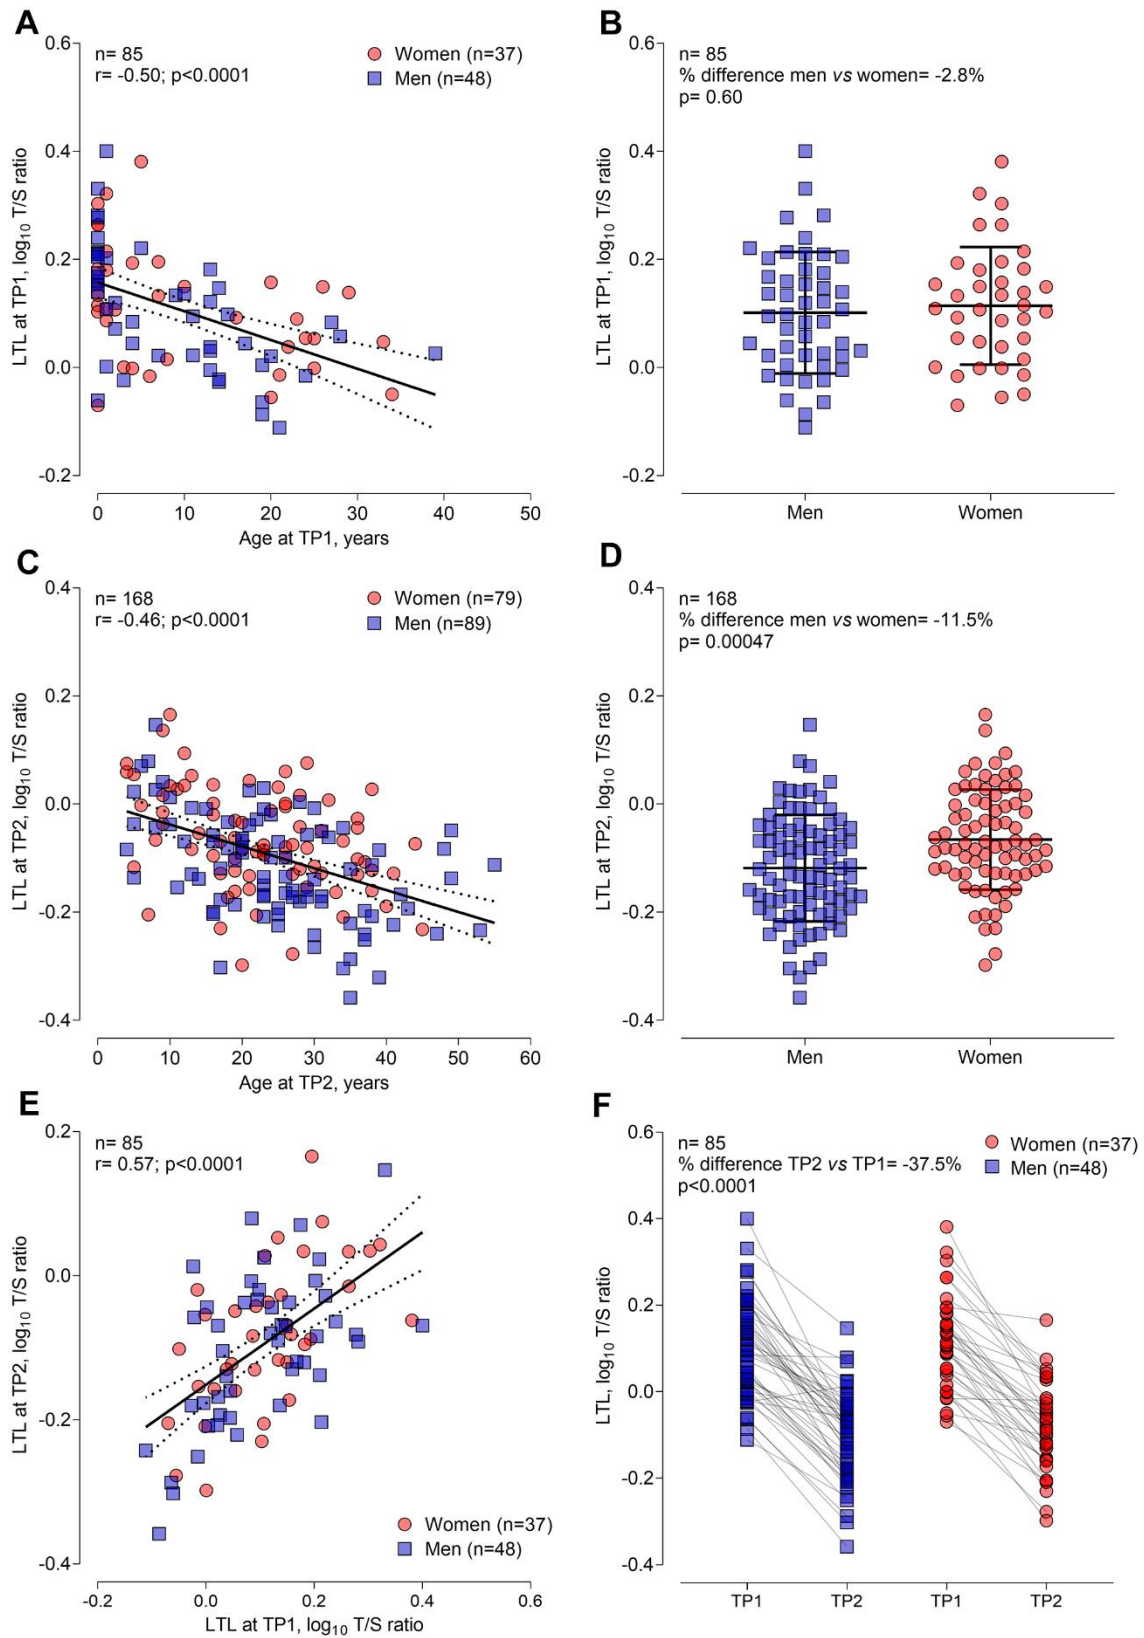 A
n= 85
r= -0.50; p<0.0001
Women (n=37)
Men (n=48)
LTL at TP1, log10 T/S ratio
0.6
0.4
0.2
0.0
-0.2
0 10 20 30 40 50
Age at TP1, years
B
n= 85
% difference men vs women= -2.8%
p= 0.60
LTL at TP1, log10 T/S ratio
0.6
0.4
0.2
0.0
-0.2
Men Women
C
n= 168
r= -0.46; p<0.0001
Women (n=79)
Men (n=89)
LTL at TP2, log10 T/S ratio
0.4
0.2
0.0
-0.2
-0.4
0 10 20 30 40 50 60
Age at TP2, years
D
n= 168
% difference men vs women= -11.5%
p= 0.00047
LTL at TP2, log10 T/S ratio
0.4
0.2
0.0
-0.2
-0.4
Men Women
E
n= 85
r= 0.57; p<0.0001
LTL at TP2, log10 T/S ratio
0.2
0.0
-0.2
-0.4
Women (n=37)
Men (n=48)
-0.2 0.0 0.2 0.4 0.6
LTL at TP1, log10 T/S ratio
F
n= 85
% difference TP2 vs TP1= -37.5%
p<0.0001
Women (n=37)
Men (n=48)
LTL, log10 T/S ratio
0.6
0.4
0.2
0.0
-0.2
-0.4
TP1 TP2 TP1 TP2